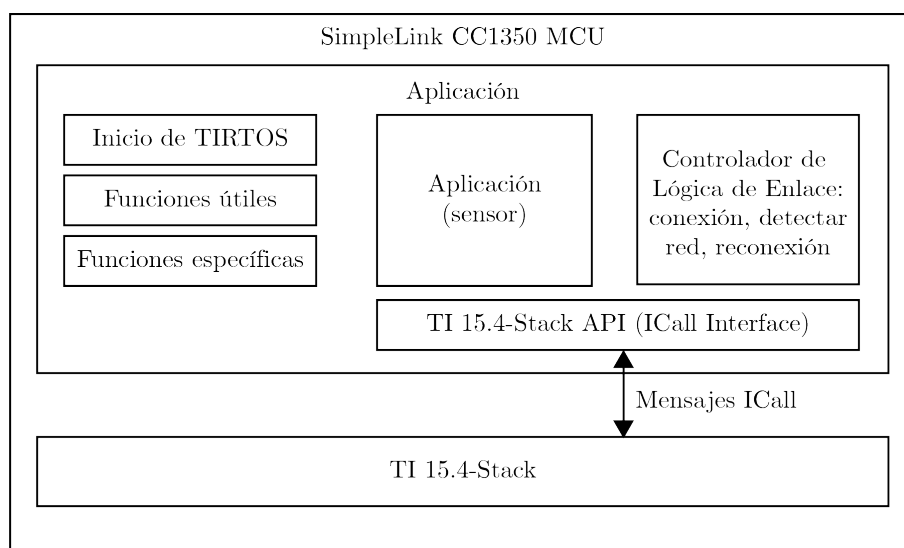 SimpleLink CC1350 MCU
Aplicación
Inicio de TIRTOS
Funciones útiles
Funciones específicas
Aplicación
(sensor)
Controlador de
Lógica de Enlace:
conexión, detectar
red, reconexión
TI 15.4-Stack API (ICall Interface)
Mensajes ICall
TI 15.4-Stack